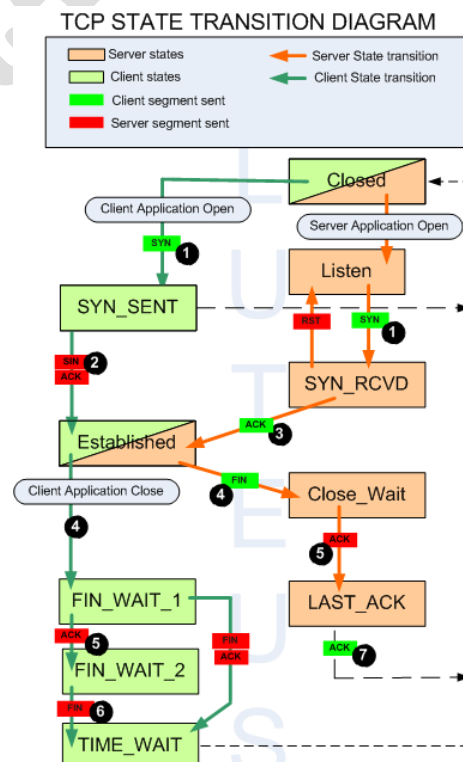 TCP STATE TRANSITION DIAGRAM
Server states
Server State transition
Client states
Client State transition
Client segment sent
Server segment sent
Closed
Client Application Open
Server Application Open
SYN
1
Listen
SYN_SENT
RST
SYN
1
SIN
2
ACK
SYN_RCVD
ACK
3
Established
FIN
4
Client Application Close
Close_Wait
4
ACK
5
FIN_WAIT_1
LAST_ACK
ACK
5
FIN
ACK
ACK
7
FIN_WAIT_2
FIN
6
TIME_WAIT
L
U
T
E
U
S